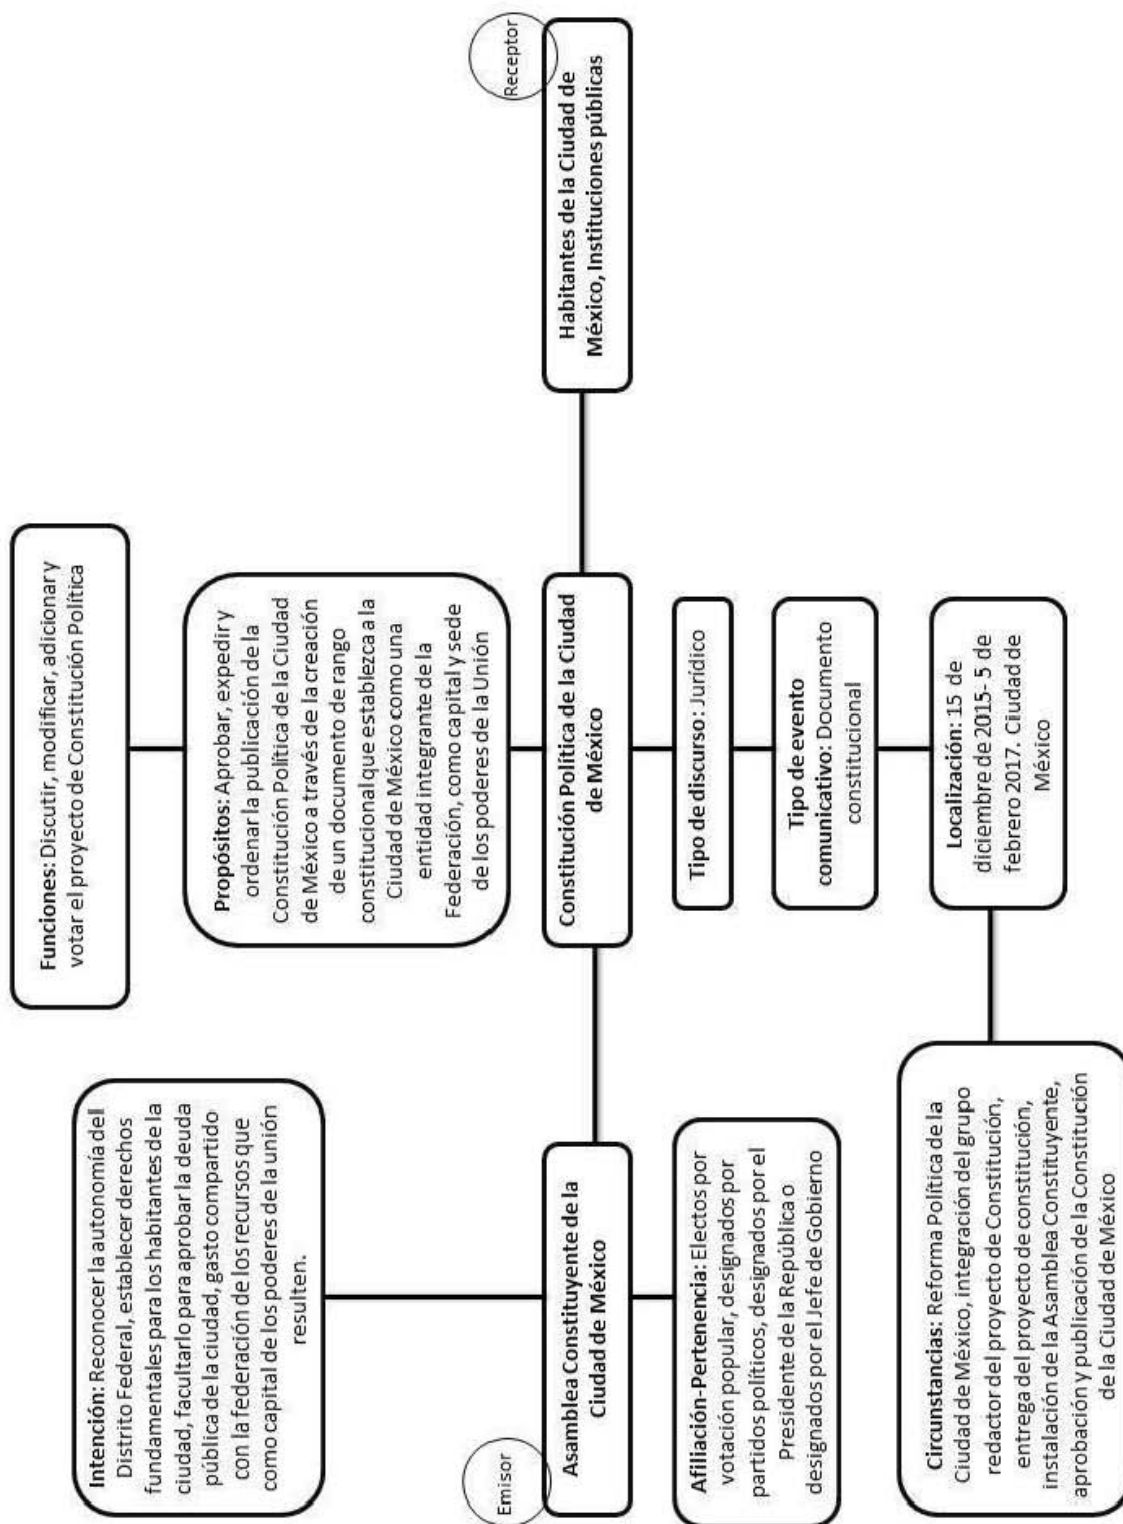 Intención: Reconocer la autonomía del
Distrito Federal, establecer derechos
fundamentales para los habitantes de la
ciudad, facultarlo para aprobar la deuda
pública de la ciudad, gasto compartido
con la federación de los recursos que
como capital de los poderes de la unión
resulten.
Funciones: Discutir, modificar, adicionar y
votar el proyecto de Constitución Política
Propósitos: Aprobar, expedir y
ordenar la publicación de la
Constitución Política de la Ciudad
de México a través de la creación
de un documento de rango
constitucional que establezca a la
Ciudad de México como una
entidad integrante de la
Federación, como capital y sede
de los poderes de la Unión
Emisor
Asamblea Constituyente de la
Ciudad de México
Constitución Política de la Ciudad
de México
Receptor
Habitantes de la Ciudad de
México, Instituciones públicas
Afiliación-Pertenencia: Electos por
votación popular, designados por
partidos políticos, designados por el
Presidente de la República o
designados por el Jefe de Gobierno
Tipo de discurso: Jurídico
Tipo de evento
comunicativo: Documento
constitucional
Circunstancias: Reforma Política de la
Ciudad de México, integración del grupo
redactor del proyecto de Constitución,
entrega del proyecto de constitución,
instalación de la Asamblea Constituyente,
aprobación y publicación de la Constitución
de la Ciudad de México
Localización: 15 de
diciembre de 2015- 5 de
febrero 2017. Ciudad de
México